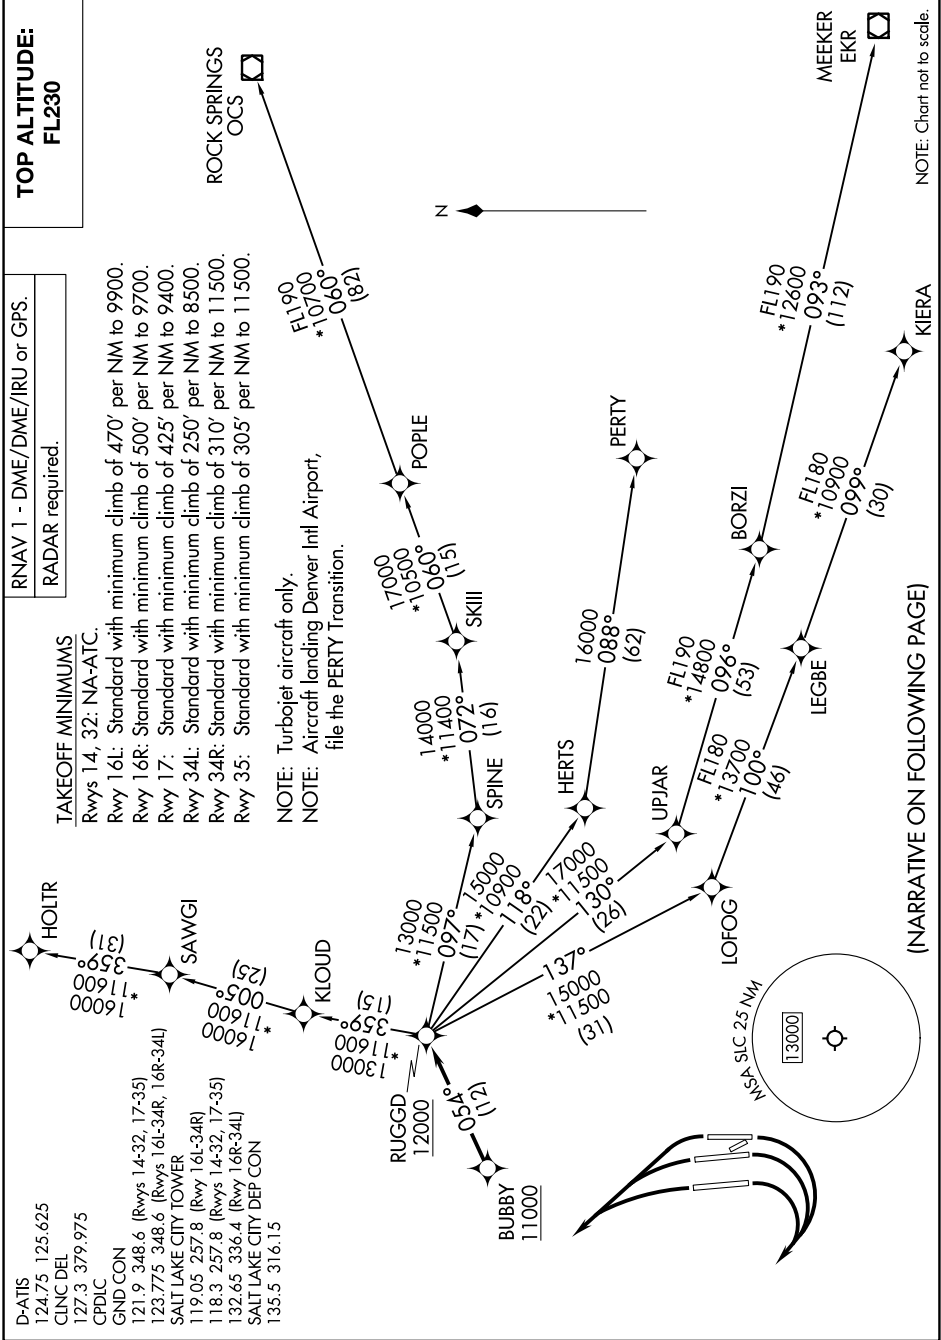 TOP ALTITUDE:
FL230
RNAV 1 - DME/DME/IRU or GPS.
RADAR required.
TAKEOFF MINIMUMS
Rwys 14, 32: NA-ATC.
Rwy 16L: Standard with minimum climb of 470' per NM to 9900.
Rwy 16R: Standard with minimum climb of 500' per NM to 9700.
Rwy 17: Standard with minimum climb of 425' per NM to 9400.
Rwy 34L: Standard with minimum climb of 250' per NM to 8500.
Rwy 34R: Standard with minimum climb of 310' per NM to 11500.
Rwy 35: Standard with minimum climb of 305' per NM to 11500.
NOTE: Turbojet aircraft only.
NOTE: Aircraft landing Denver Intl Airport,
file the PERTY Transition.
D-ATIS
124.75 125.625
CLNC DEL
127.3 379.975
CPDLC
GND CON
121.9 348.6 (Rwys 14-32, 17-35)
123.775 348.6 (Rwys 16L-34R, 16R-34L)
SALT LAKE CITY TOWER
119.05 257.8 (Rwy 16L-34R)
118.3 257.8 (Rwys 14-32, 17-35)
132.65 336.4 (Rwy 16R-34L)
SALT LAKE CITY DEP CON
135.5 316.15
HOLTR
16000
*11600
359°
(31)
SAWGI
16000
*11600
005°
(25)
KLOUD
13000
*11600
359°
(15)
RUGGD
12000
054°
(12)
BUBBY
11000
13000
*11500
097°
(17)
SPINE
14000
*11400
072°
(16)
SKIII
17000
*10500
060°
(15)
POPLE
FL190
*10700
060°
(82)
ROCK SPRINGS
OCS
N
15000
*10900
118°
(22)
HERTS
16000
088°
(62)
PERTY
17000
*11500
130°
(26)
UPJAR
FL190
*14800
096°
(53)
BORZI
FL190
*12600
093°
(112)
MEEKER
EKR
137°
15000
*11500
(31)
LOFOG
FL180
*13700
100°
(46)
LEGBE
FL180
*10900
099°
(30)
KIERA
MSA SLC 25 NM
13000
(NARRATIVE ON FOLLOWING PAGE)
NOTE: Chart not to scale.